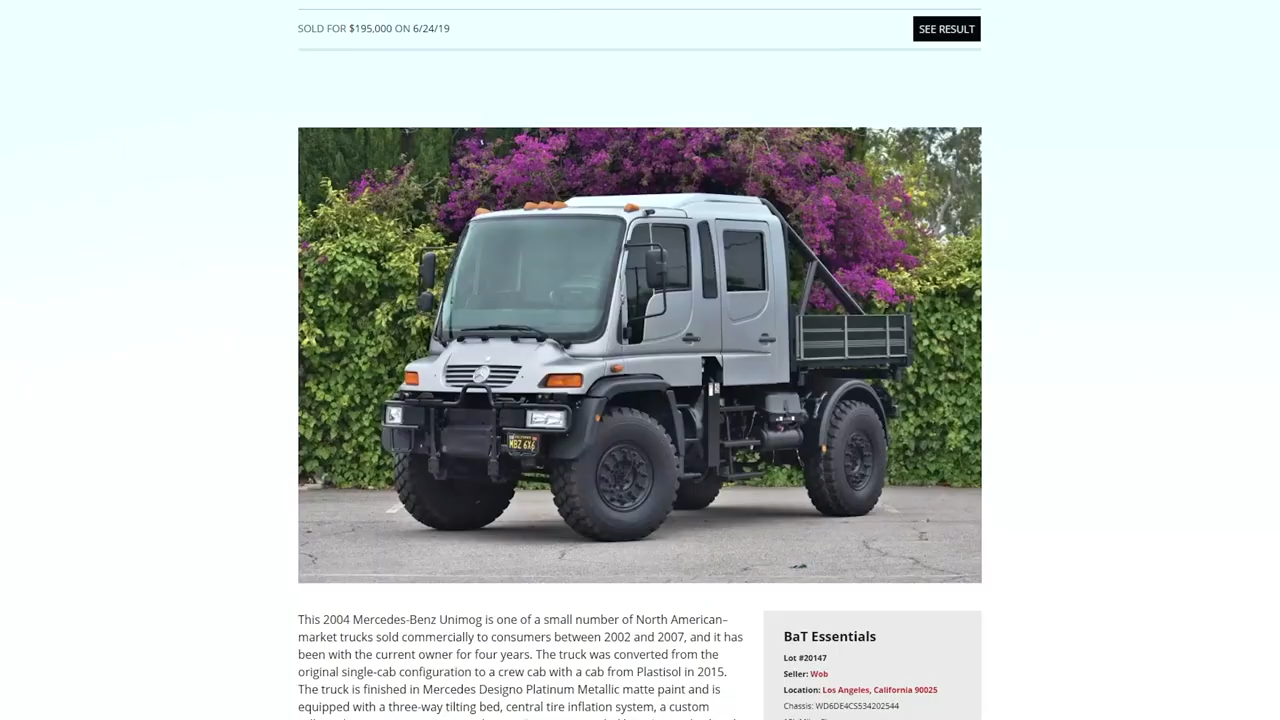 SOLD FOR $195,000 ON 6/24/19
SEE RESULT
CALIFORNIA
MBZ 6X6
This 2004 Mercedes-Benz Unimog is one of a small number of North American–
market trucks sold commercially to consumers between 2002 and 2007, and it has
been with the current owner for four years. The truck was converted from the
original single-cab configuration to a crew cab with a cab from Plastisol in 2015.
The truck is finished in Mercedes Designo Platinum Metallic matte paint and is
equipped with a three-way tilting bed, central tire inflation system, a custom
BaT Essentials
Lot #20147
Seller: Wob
Location: Los Angeles, California 90025
Chassis: WD6DE4CS534202544